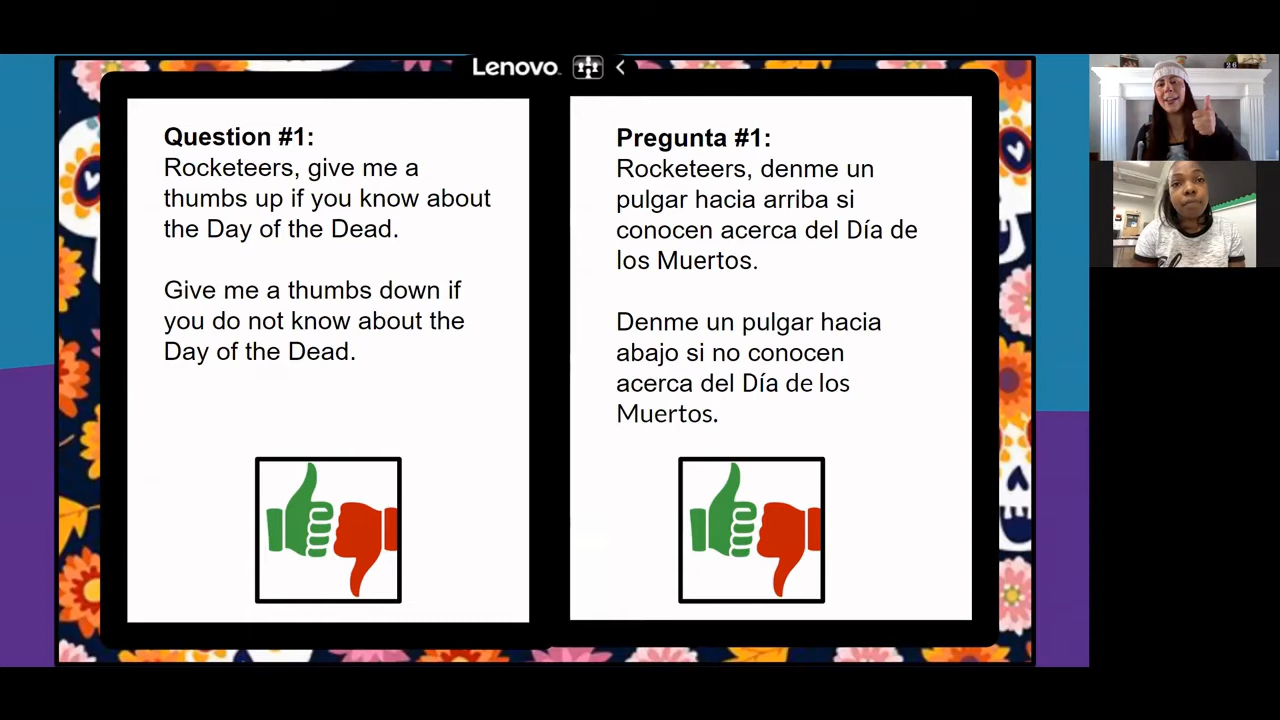 Lenovo
Question #1:
Rocketeers, give me a
thumbs up if you know about
the Day of the Dead.
Give me a thumbs down if
you do not know about the
Day of the Dead.
Pregunta #1:
Rocketeers, denme un
pulgar hacia arriba si
conocen acerca del Día de
los Muertos.
Denme un pulgar hacia
abajo si no conocen
acerca del Día de los
Muertos.